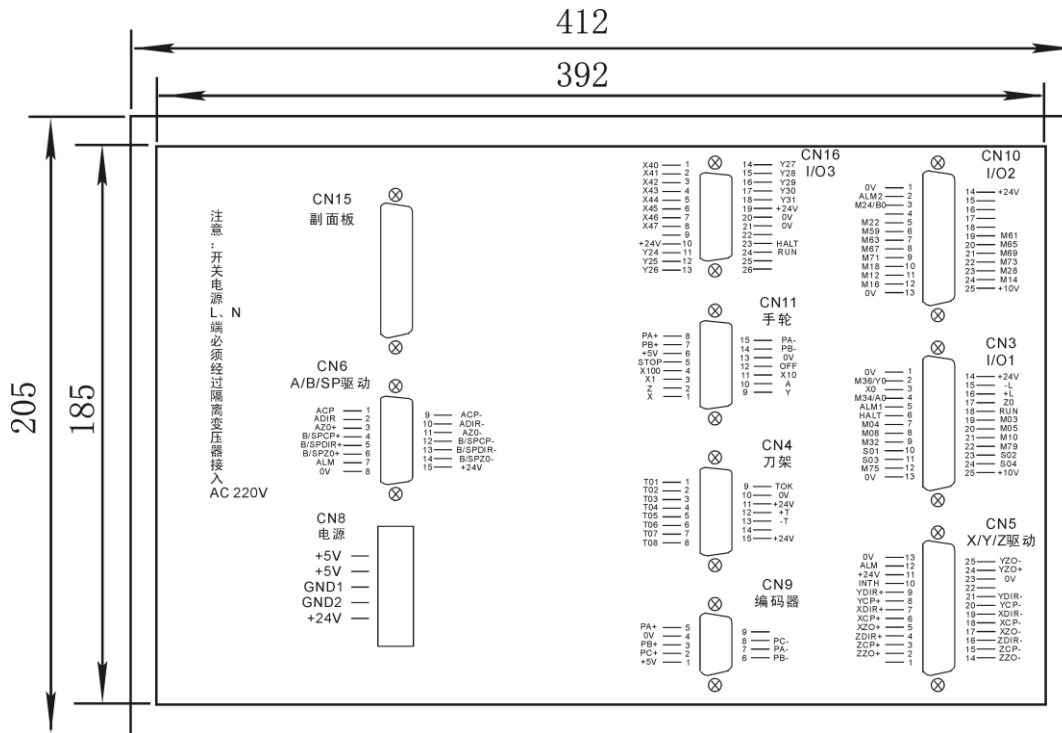 412
392
205
185
注意：开关电源L、N端必须经过隔离变压器接入AC 220V
CN15
副面板
CN6
A/B/SP驱动
ACP 1
ADIR 2
AZ0+ 3
B/SPCP+ 4
B/SPDIR+ 5
B/SPZ0+ 6
ALM 7
0V 8
9 ACP-
10 ADIR-
11 AZ0-
12 B/SPCP-
13 B/SPDIR-
14 B/SPZ0-
15 +24V
CN8
电源
+5V
+5V
GND1
GND2
+24V
CN16
I/O3
X40 1
X41 2
X42 3
X43 4
X44 5
X45 6
X46 7
X47 8
9
+24V 10
Y24 11
Y25 12
Y26 13
14 Y27
15 Y28
16 Y29
17 Y30
18 Y31
19 +24V
20 0V
21 0V
22
23 HALT
24 RUN
25
26
CN11
手轮
PA+ 8
PB+ 7
+5V 6
STOP 5
X100 4
X1 3
Z 2
X 1
15 PA-
14 PB-
13 0V
12 OFF
11 X10
10 A
9 Y
CN4
刀架
T01 1
T02 2
T03 3
T04 4
T05 5
T06 6
T07 7
T08 8
9 TOK
10 0V
11 +24V
12 +T
13 -T
14
15 +24V
CN9
编码器
PA+ 5
0V 4
PB+ 3
PC+ 2
+5V 1
9
8 PC-
7 PA-
6 PB-
CN10
I/O2
0V 1
ALM2 2
M24/B0 3
4
M22 5
M59 6
M63 7
M67 8
M71 9
M18 10
M12 11
M16 12
0V 13
14 +24V
15
16
17
18
19 M61
20 M65
21 M69
22 M73
23 M28
24 M14
25 +10V
CN3
I/O1
0V 1
M36/Y0 2
X0 3
M34/A0 4
ALM1 5
HALT 6
M04 7
M08 8
M32 9
S01 10
S03 11
M75 12
0V 13
14 +24V
15 -L
16 +L
17 Z0
18 RUN
19 M03
20 M05
21 M10
22 M79
23 S02
24 S04
25 +10V
CN5
X/Y/Z驱动
0V 13
ALM 12
+24V 11
INTH 10
YDIR+ 9
YCP+ 8
XDIR+ 7
XCP+ 6
XZO+ 5
ZDIR+ 4
ZCP+ 3
ZZO+ 2
1
25 YZO-
24 YZO+
23 0V
22
21 YDIR-
20 YCP-
19 XDIR-
18 XCP-
17 XZO-
16 ZDIR-
15 ZCP-
14 ZZO-